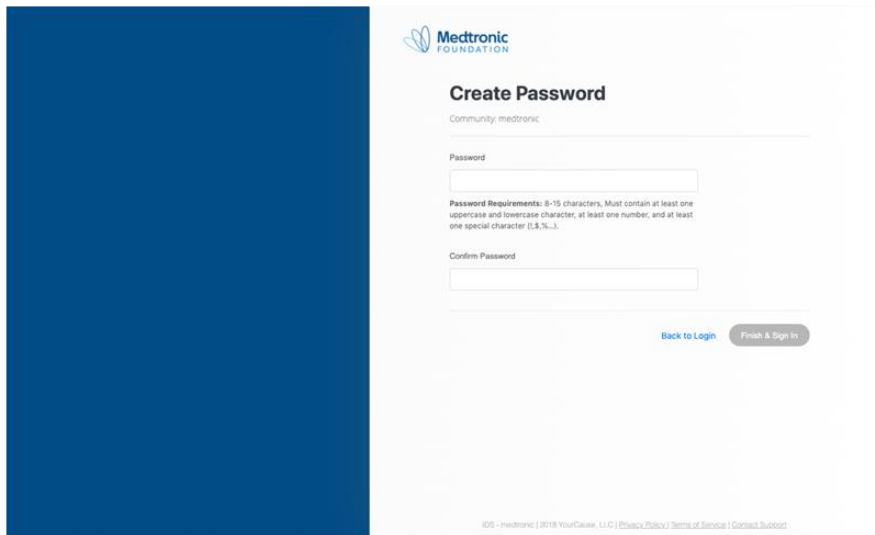 Medtronic
FOUNDATION
Create Password
Community: medtronic
Password
Password Requirements: 8-15 characters, Must contain at least one
uppercase and lowercase character, at least one number, and at least
one special character (!,$,%...).
Confirm Password
Back to Login
Finish & Sign In
IDS - medtronic | 2018 YourCause, LLC | Privacy Policy | Terms of Service | Contact Support